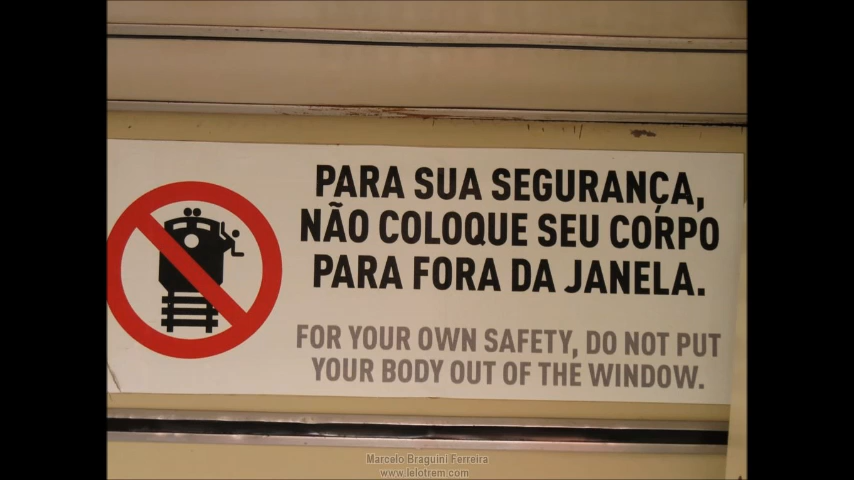 PARA SUA SEGURANÇA,
NÃO COLOQUE SEU CORPO
PARA FORA DA JANELA.
FOR YOUR OWN SAFETY, DO NOT PUT
YOUR BODY OUT OF THE WINDOW.
Marcelo Braguini Ferreira
www.lelotrem.com